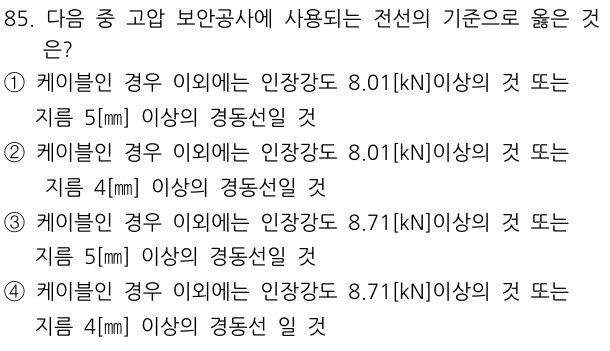 85. 다음 중 고압 보안공사에 사용되는 전선의 기준으로 옳은 것
은?
① 케이블인 경우 이외에는 인장강도 8.01[kN]이상의 것 또는
지름 5[㎜] 이상의 경동선일 것
② 케이블인 경우 이외에는 인장강도 8.01[kN]이상의 것 또는
지름 4[㎜] 이상의 경동선일 것
③ 케이블인 경우 이외에는 인장강도 8.71[kN]이상의 것 또는
지름 5[㎜] 이상의 경동선일 것
④ 케이블인 경우 이외에는 인장강도 8.71[kN]이상의 것 또는
지름 4[㎜] 이상의 경동선 일 것